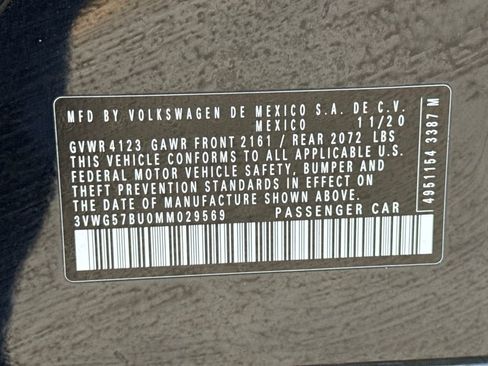 MFD BY VOLKSWAGEN DE MEXICO S.A. DE C.V.
MEXICO 11/20
GVWR 4123 GAWR FRONT 2161 / REAR 2072 LBS
THIS VEHICLE CONFORMS TO ALL APPLICABLE U.S.
FEDERAL MOTOR VEHICLE SAFETY, BUMPER AND
THEFT PREVENTION STANDARDS IN EFFECT ON
THE DATE OF MANUFACTURE SHOWN ABOVE.
3VWG57BU0MM029569 PASSENGER CAR
4951154 3387 M